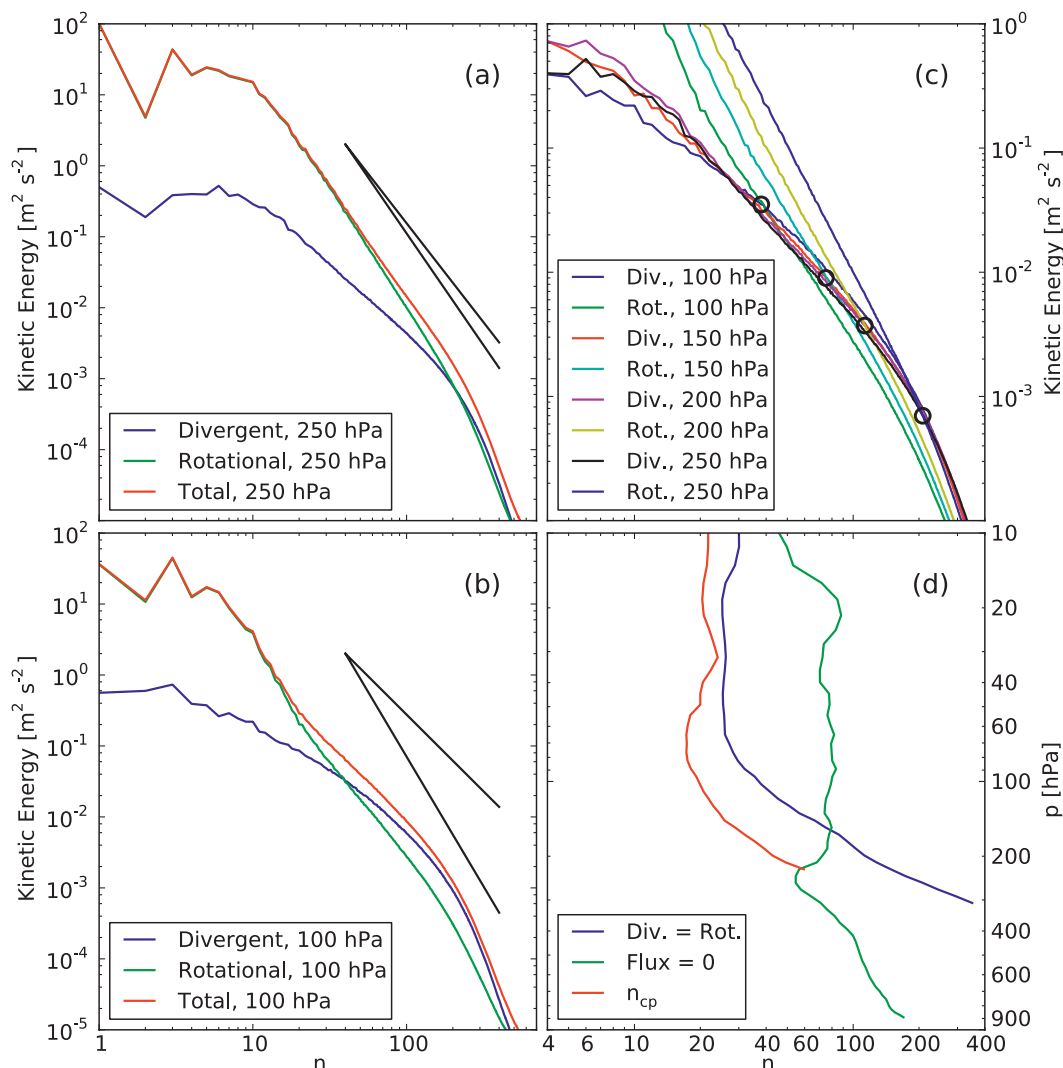 (a)
Kinetic Energy [m² s⁻²]
10²
10¹
10⁰
10⁻¹
10⁻²
10⁻³
10⁻⁴
Divergent, 250 hPa
Rotational, 250 hPa
Total, 250 hPa
(c)
Kinetic Energy [m² s⁻²]
10⁰
10⁻¹
10⁻²
10⁻³
Div., 100 hPa
Rot., 100 hPa
Div., 150 hPa
Rot., 150 hPa
Div., 200 hPa
Rot., 200 hPa
Div., 250 hPa
Rot., 250 hPa
(b)
Kinetic Energy [m² s⁻²]
10²
10¹
10⁰
10⁻¹
10⁻²
10⁻³
10⁻⁴
10⁻⁵
Divergent, 100 hPa
Rotational, 100 hPa
Total, 100 hPa
1 10 100
n
(d)
10
20
40
60
100
200
400
600
900
p [hPa]
Div. = Rot.
Flux = 0
n_cp
4 6 10 20 40 60 100 200 400
n